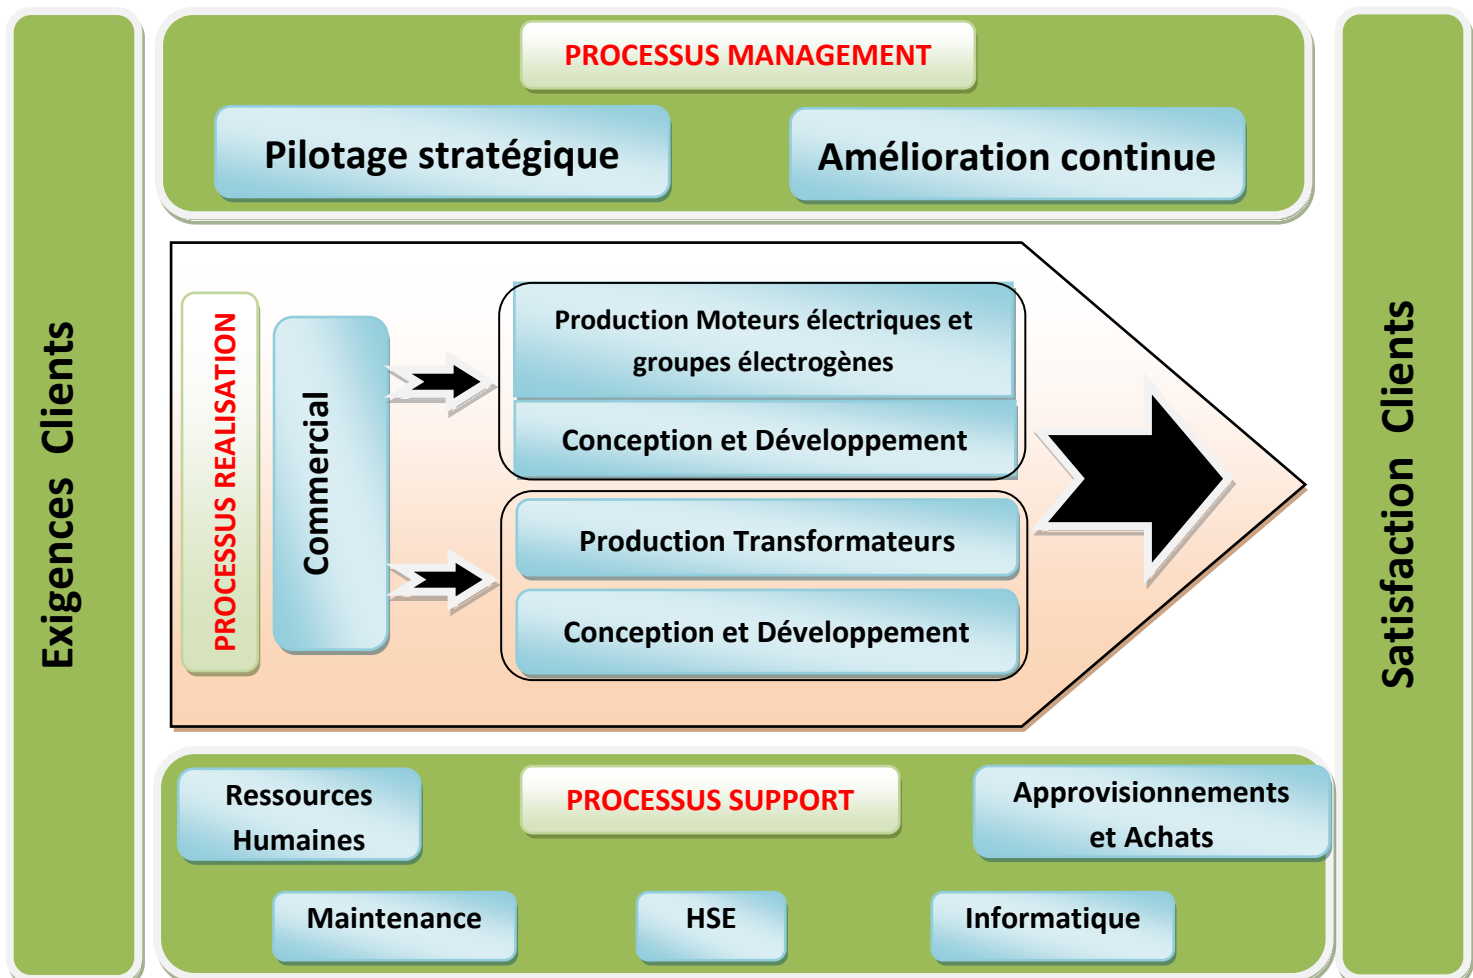 PROCESSUS MANAGEMENT
Pilotage stratégique
Amélioration continue
Exigences Clients
PROCESSUS REALISATION
Commercial
Production Moteurs électriques et
groupes électrogènes
Conception et Développement
Production Transformateurs
Conception et Développement
Satisfaction Clients
Ressources
Humaines
PROCESSUS SUPPORT
Approvisionnements
et Achats
Maintenance
HSE
Informatique